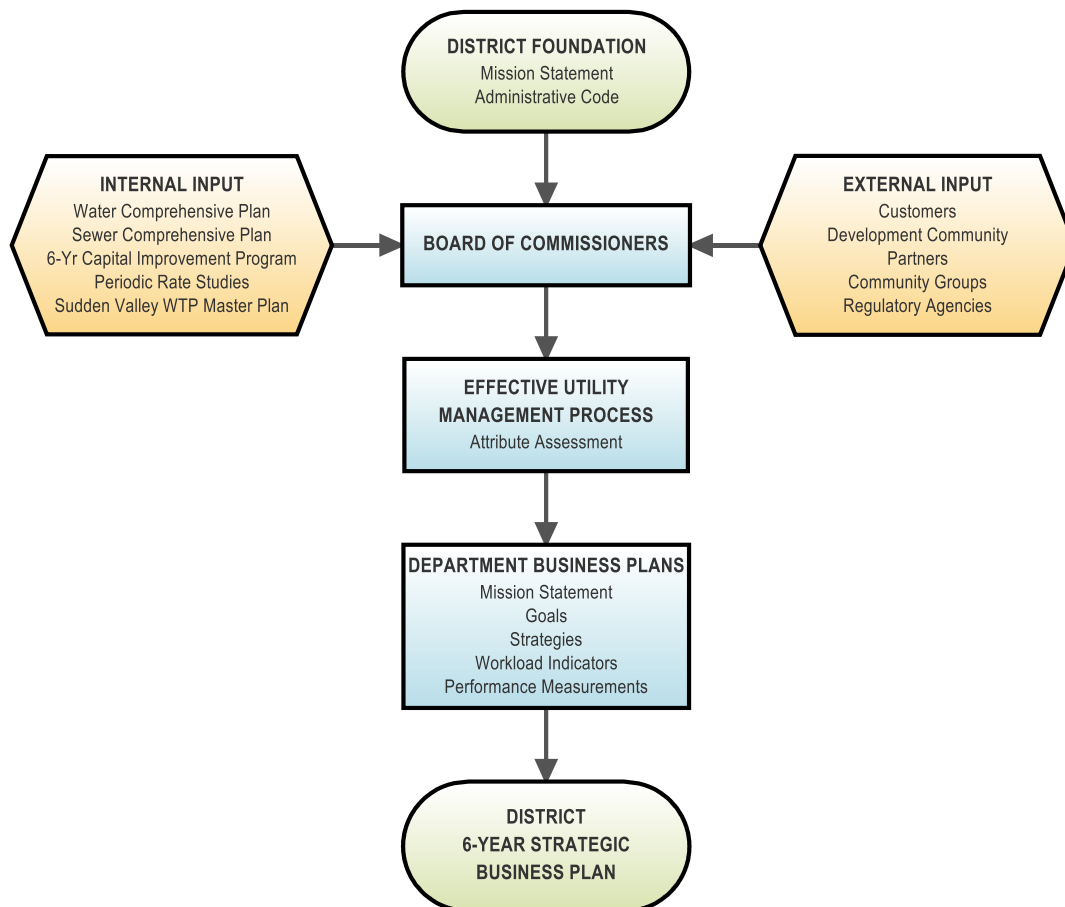 DISTRICT FOUNDATION
Mission Statement
Administrative Code
INTERNAL INPUT
Water Comprehensive Plan
Sewer Comprehensive Plan
6-Yr Capital Improvement Program
Periodic Rate Studies
Sudden Valley WTP Master Plan
BOARD OF COMMISSIONERS
EXTERNAL INPUT
Customers
Development Community
Partners
Community Groups
Regulatory Agencies
EFFECTIVE UTILITY
MANAGEMENT PROCESS
Attribute Assessment
DEPARTMENT BUSINESS PLANS
Mission Statement
Goals
Strategies
Workload Indicators
Performance Measurements
DISTRICT
6-YEAR STRATEGIC
BUSINESS PLAN